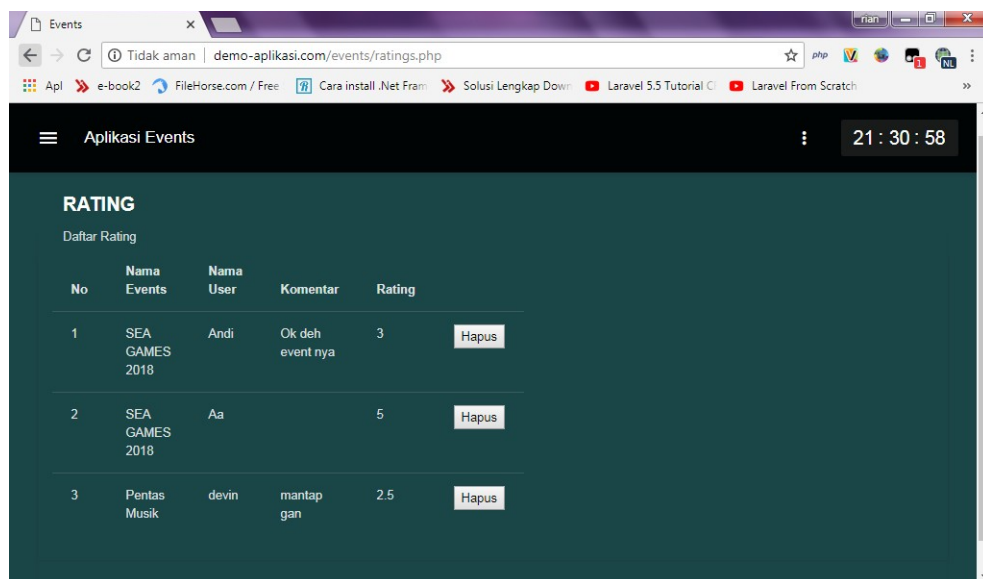 Events
rian
Tidak aman | demo-aplikasi.com/events/ratings.php
php
1
NL
Apl e-book2 FileHorse.com / Free Cara install .Net Fram Solusi Lengkap Down Laravel 5.5 Tutorial Laravel From Scratch »
Aplikasi Events
21 : 30 : 58
RATING
Daftar Rating
No Nama Events Nama User Komentar Rating
1 SEA GAMES 2018 Andi Ok deh event nya 3 Hapus
2 SEA GAMES 2018 Aa 5 Hapus
3 Pentas Musik devin mantap gan 2.5 Hapus